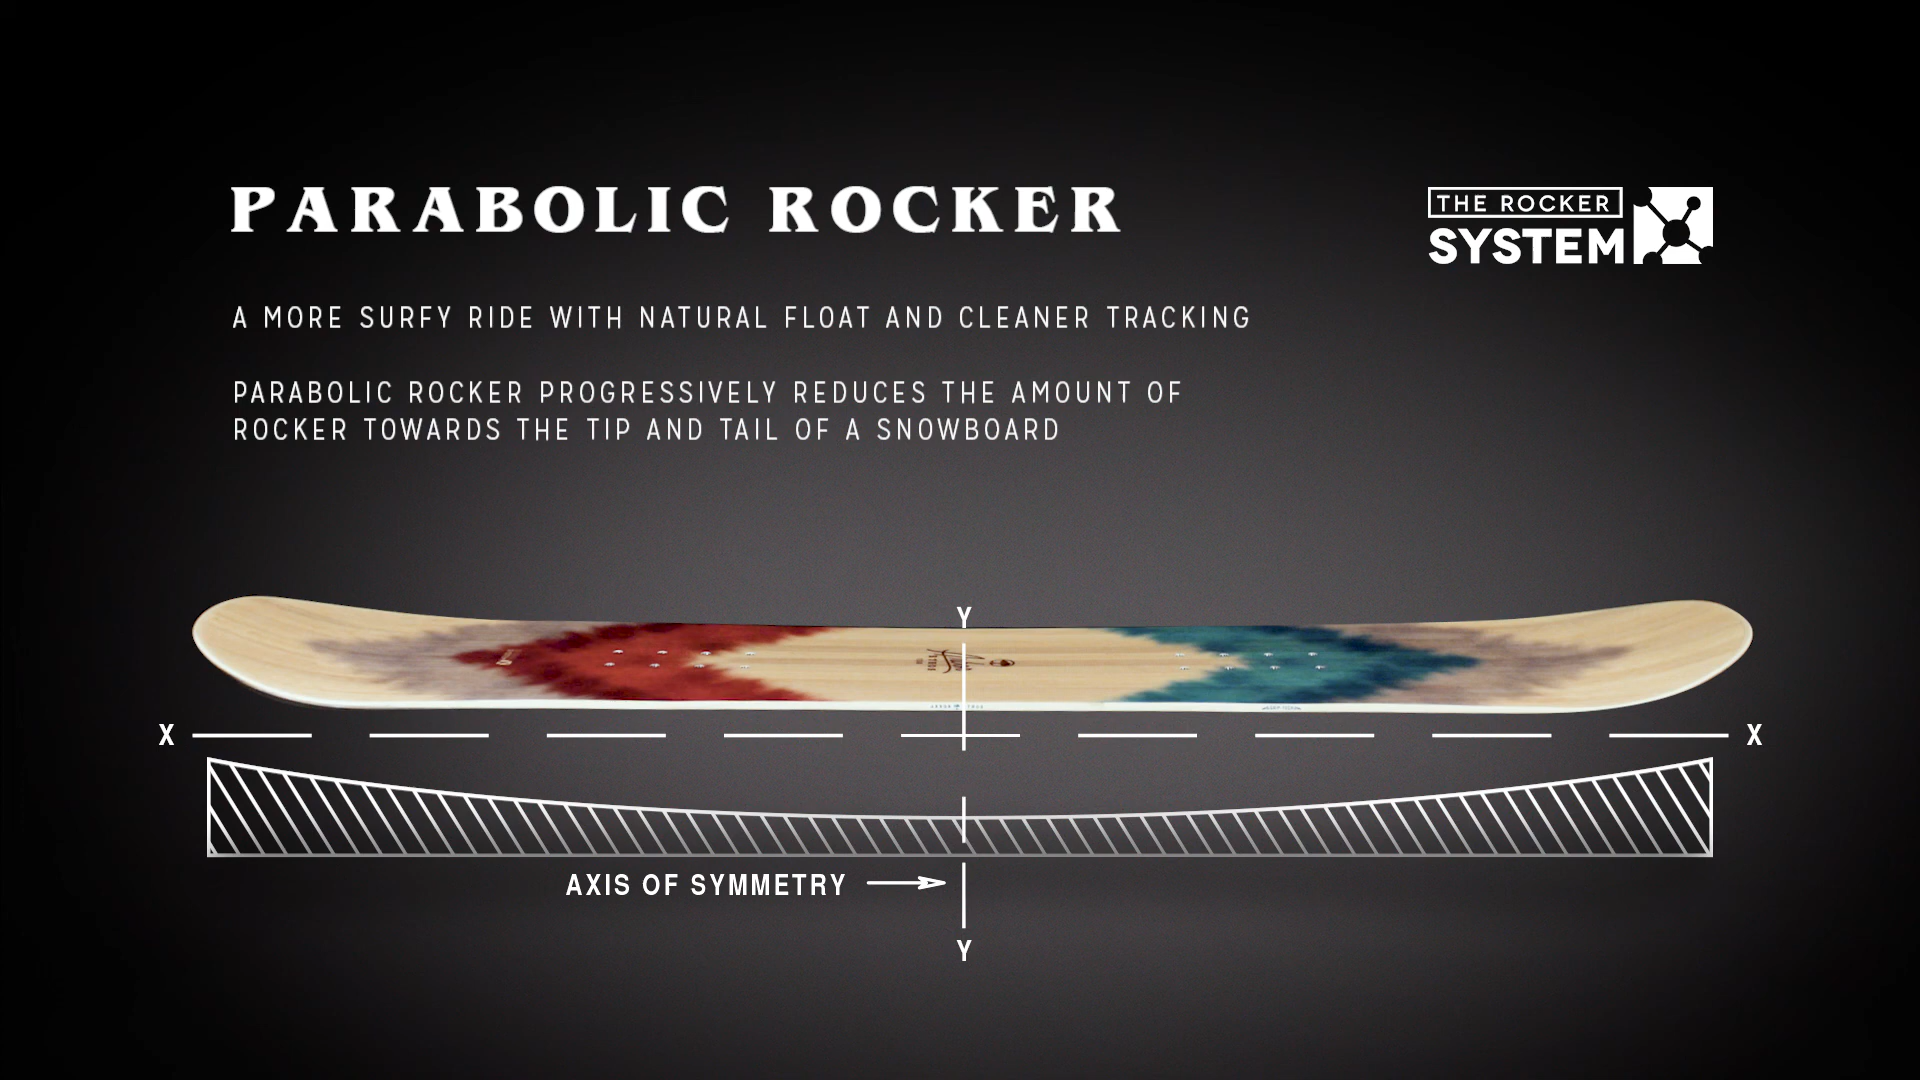 PARABOLIC ROCKER
THE ROCKER
SYSTEM
A MORE SURFY RIDE WITH NATURAL FLOAT AND CLEANER TRACKING
PARABOLIC ROCKER PROGRESSIVELY REDUCES THE AMOUNT OF
ROCKER TOWARDS THE TIP AND TAIL OF A SNOWBOARD
Y
X
X
AXIS OF SYMMETRY
Y